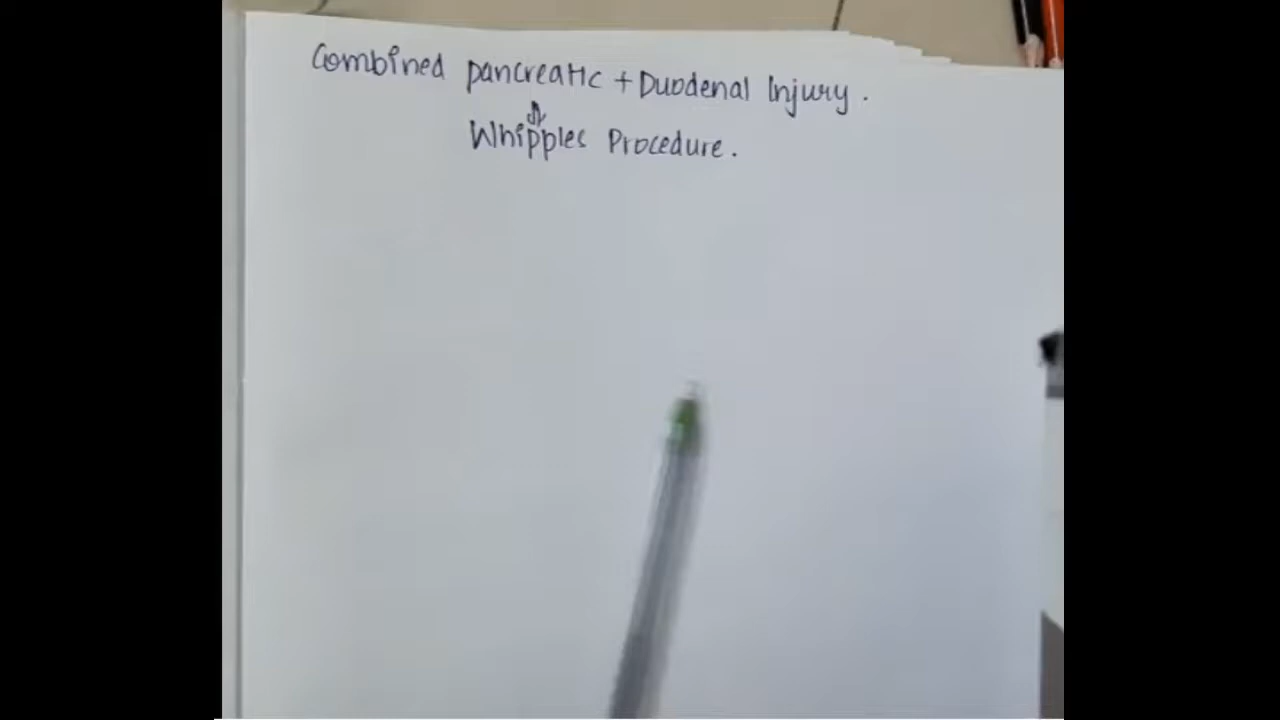 Combined pancreatic + Duodenal Injury.
Whipples Procedure.